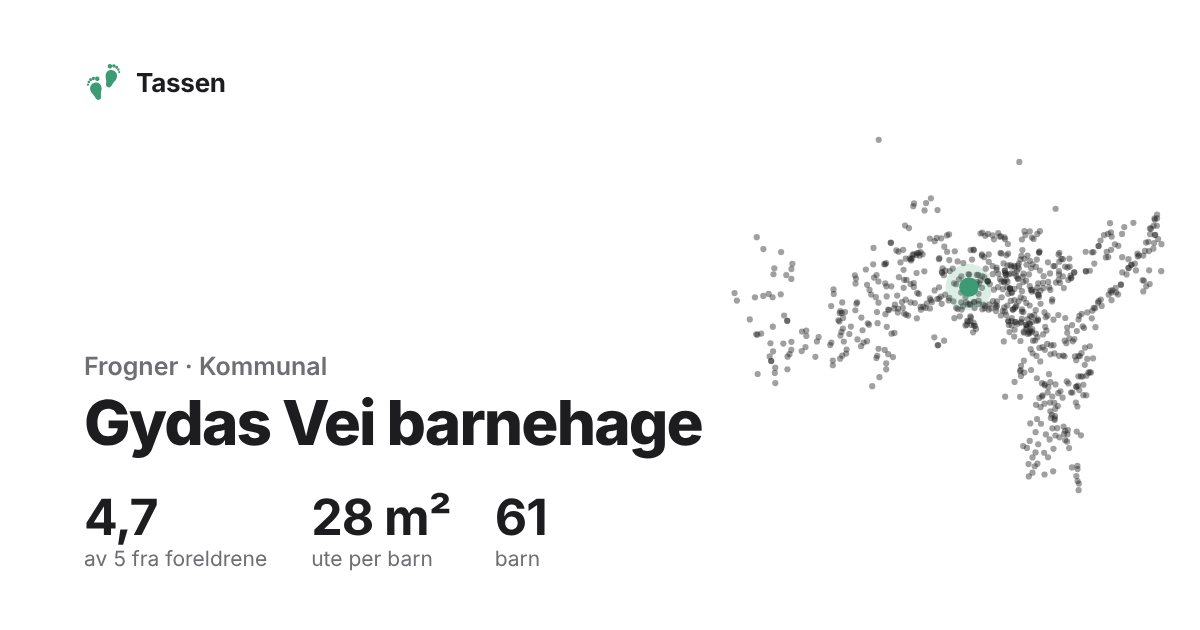 Tassen
Frogner · Kommunal
Gydas Vei barnehage
4,7
av 5 fra foreldrene
28 m²
ute per barn
61
barn